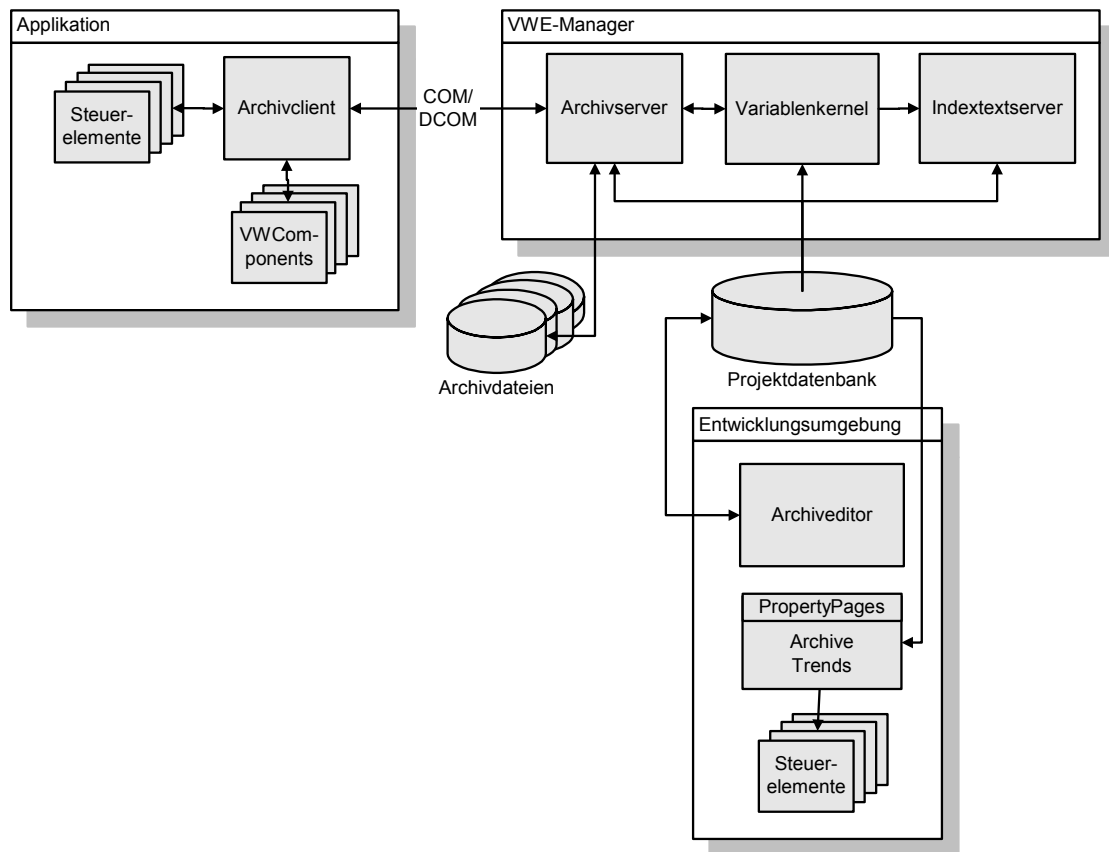 Applikation
Steuer-
elemente
Archivclient
VWCom-
ponents
COM/
DCOM
VWE-Manager
Archivserver
Variablenkernel
Indextextserver
Archivdateien
Projektdatenbank
Entwicklungsumgebung
Archiveditor
PropertyPages
Archive
Trends
Steuer-
elemente